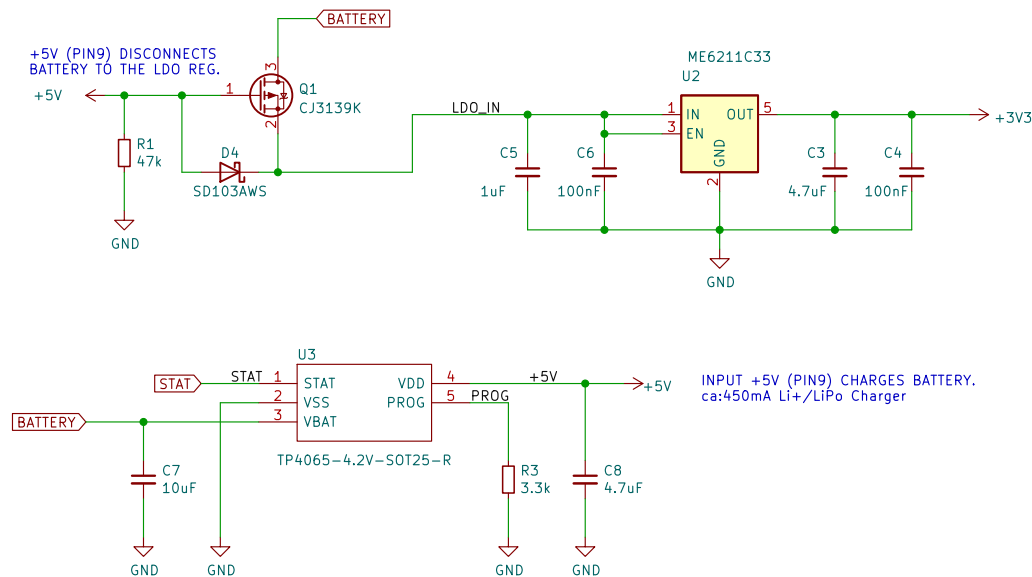 BATTERY
+5V (PIN9) DISCONNECTS
BATTERY TO THE LDO REG.
+5V
1
3
2
Q1
CJ3139K
R1
47k
D4
SD103AWS
GND
LDO_IN
ME6211C33
U2
1
IN
3
EN
OUT
5
GND
2
+3V3
C5
1uF
C6
100nF
C3
4.7uF
C4
100nF
GND
U3
STAT
STAT
1
STAT
2
VSS
3
VBAT
VDD
4
PROG
5
+5V
PROG
+5V
BATTERY
TP4065-4.2V-SOT25-R
C7
10uF
R3
3.3k
C8
4.7uF
GND
GND
GND
GND
INPUT +5V (PIN9) CHARGES BATTERY.
ca:450mA Li+/LiPo Charger